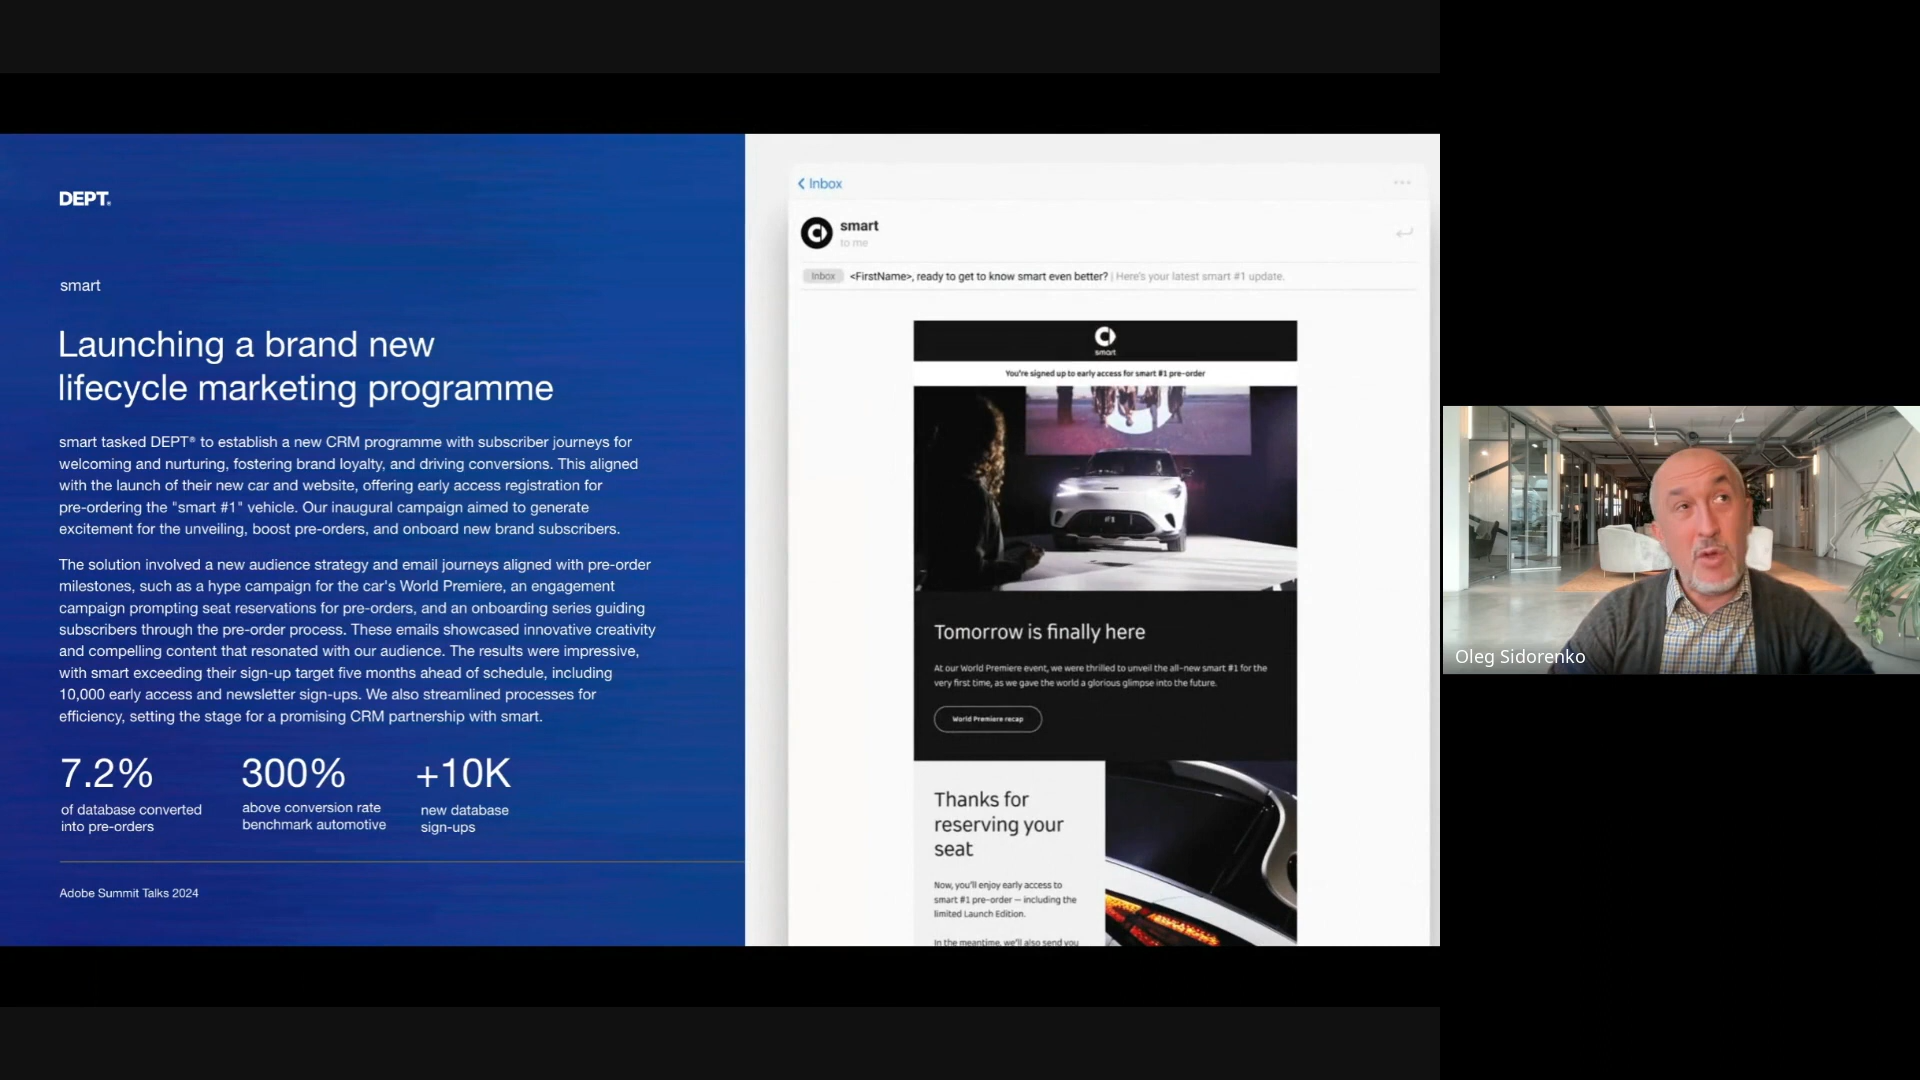 DEPT®
smart
Launching a brand new
lifecycle marketing programme
smart tasked DEPT® to establish a new CRM programme with subscriber journeys for
welcoming and nurturing, fostering brand loyalty, and driving conversions. This aligned
with the launch of their new car and website, offering early access registration for
pre-ordering the "smart #1" vehicle. Our inaugural campaign aimed to generate
excitement for the unveiling, boost pre-orders, and onboard new brand subscribers.
The solution involved a new audience strategy and email journeys aligned with pre-order
milestones, such as a hype campaign for the car's World Premiere, an engagement
campaign prompting seat reservations for pre-orders, and an onboarding series guiding
subscribers through the pre-order process. These emails showcased innovative creativity
and compelling content that resonated with our audience. The results were impressive,
with smart exceeding their sign-up target five months ahead of schedule, including
10,000 early access and newsletter sign-ups. We also streamlined processes for
efficiency, setting the stage for a promising CRM partnership with smart.
7.2%
of database converted
into pre-orders
300%
above conversion rate
benchmark automotive
+10K
new database
sign-ups
Adobe Summit Talks 2024
Inbox
smart
to me
Inbox <FirstName>, ready to get to know smart even better? | Here's your latest smart #1 update.
smart
You're signed up to early access for smart #1 pre-order
#1
Tomorrow is finally here
At our World Premiere event, we were thrilled to unveil the all-new smart #1 for the
very first time, as we gave the world a glorious glimpse into the future.
World Premiere recap
Thanks for
reserving your
seat
Now, you'll enjoy early access to
smart #1 pre-order — including the
limited Launch Edition.
In the meantime, we'll also send you
Oleg Sidorenko